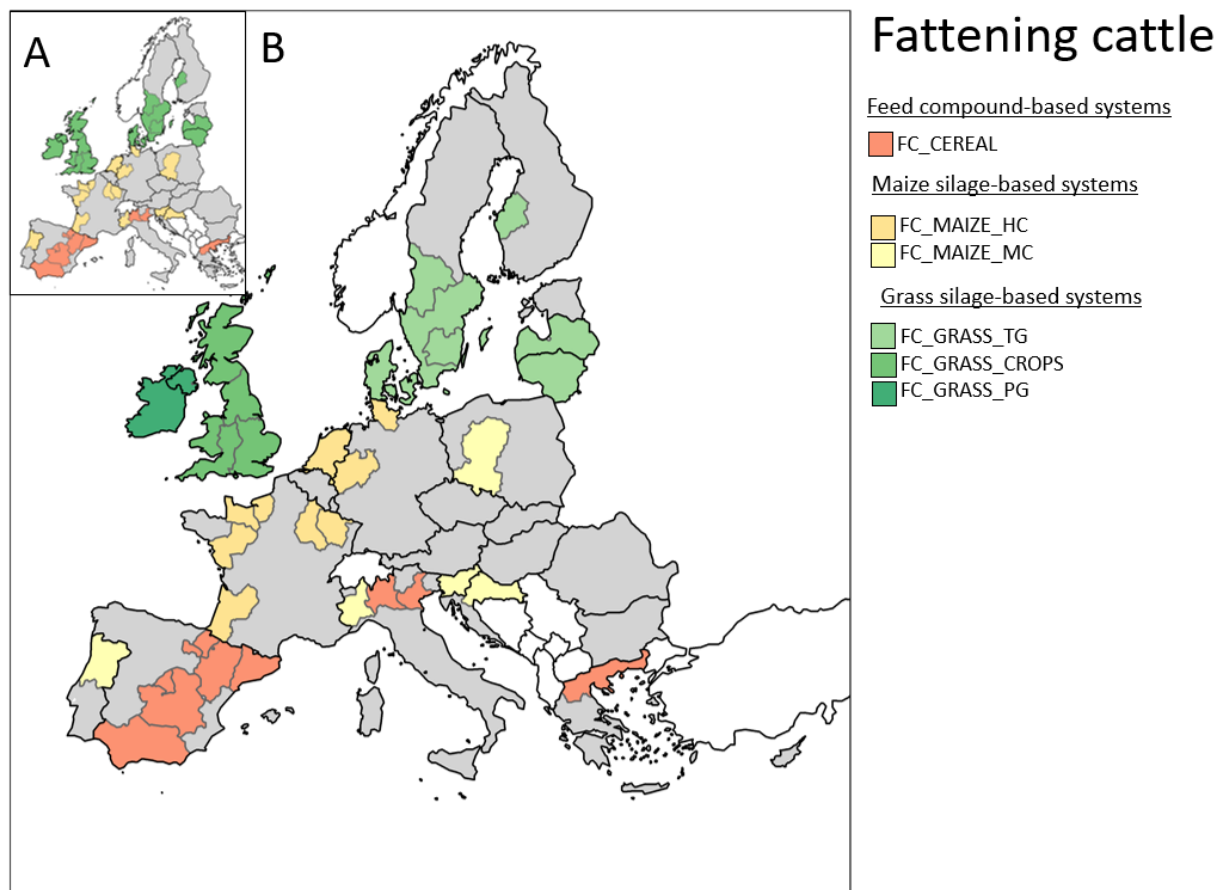 A
B
Fattening cattle
Feed compound-based systems
FC_CEREAL
Maize silage-based systems
FC_MAIZE_HC
FC_MAIZE_MC
Grass silage-based systems
FC_GRASS_TG
FC_GRASS_CROPS
FC_GRASS_PG